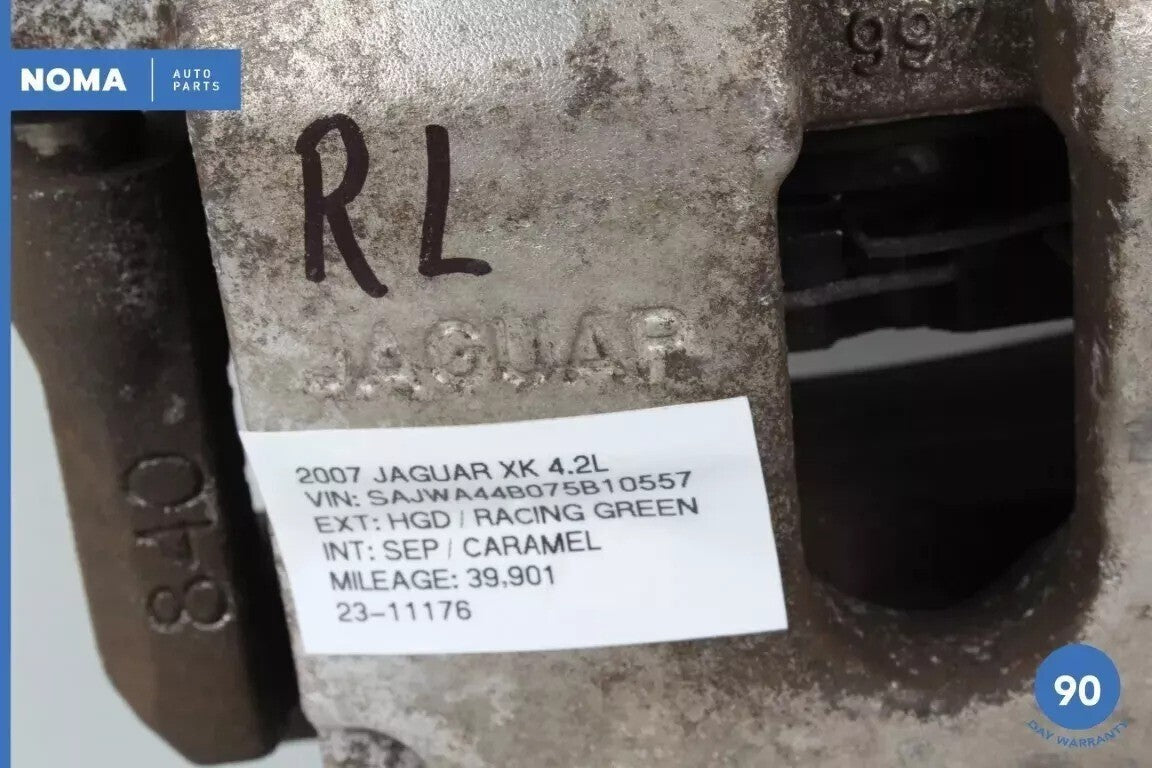 997
NOMA
AUTO
PARTS
RL
JAGUAR
2007 JAGUAR XK 4.2L
VIN: SAJWA44B075B10557
EXT: HGD / RACING GREEN
INT: SEP / CARAMEL
MILEAGE: 39,901
23-11176
90
DAY WARRANTY